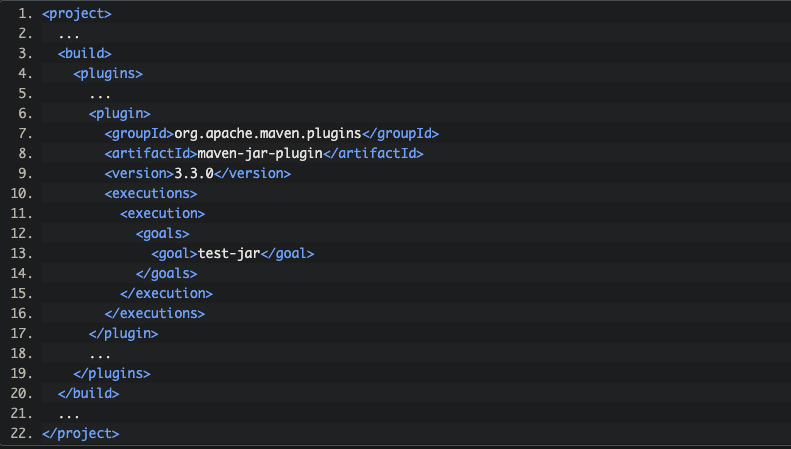 1. <project>
2.   ...
3.   <build>
4.     <plugins>
5.       ...
6.       <plugin>
7.         <groupId>org.apache.maven.plugins</groupId>
8.         <artifactId>maven-jar-plugin</artifactId>
9.         <version>3.3.0</version>
10.         <executions>
11.           <execution>
12.             <goals>
13.               <goal>test-jar</goal>
14.             </goals>
15.           </execution>
16.         </executions>
17.       </plugin>
18.       ...
19.     </plugins>
20.   </build>
21.   ...
22. </project>